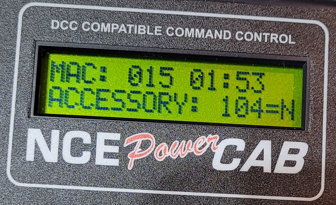 DCC COMPATIBLE COMMAND CONTROL
MAC: 015 01:53
ACCESSORY: 104=N
NCE Power CAB